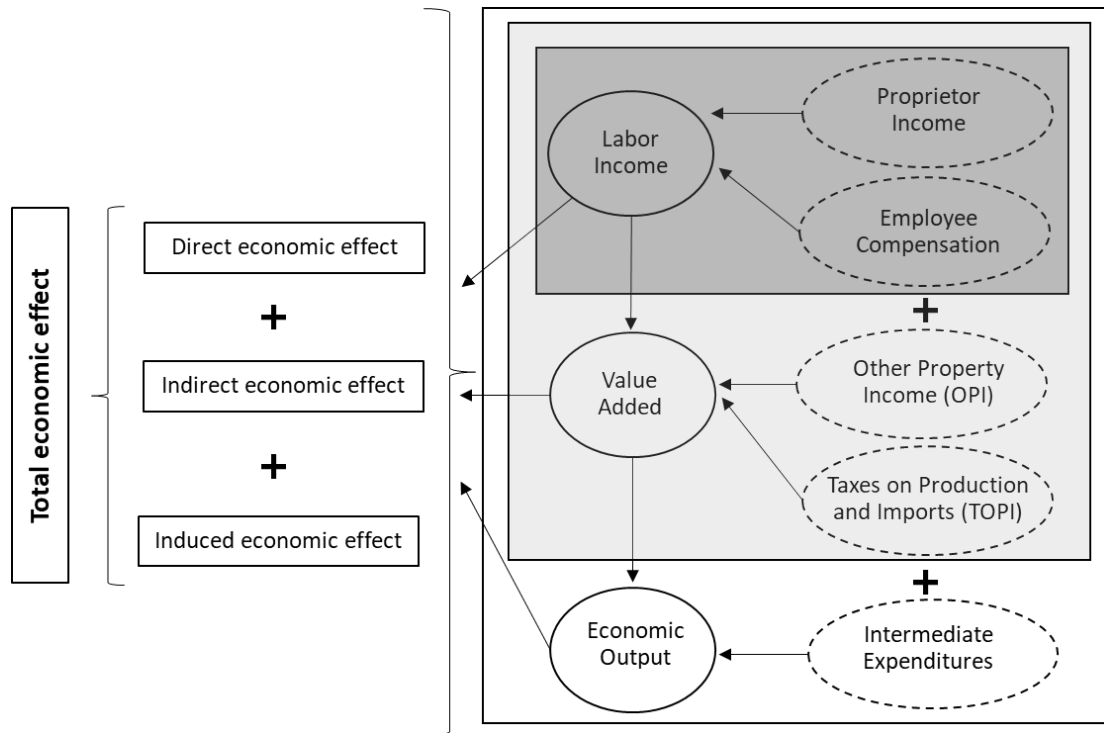 Total economic effect
Direct economic effect
+
Indirect economic effect
+
Induced economic effect
Labor
Income
Proprietor
Income
Employee
Compensation
+
Value
Added
Other Property
Income (OPI)
Taxes on Production
and Imports (TOPI)
+
Economic
Output
Intermediate
Expenditures